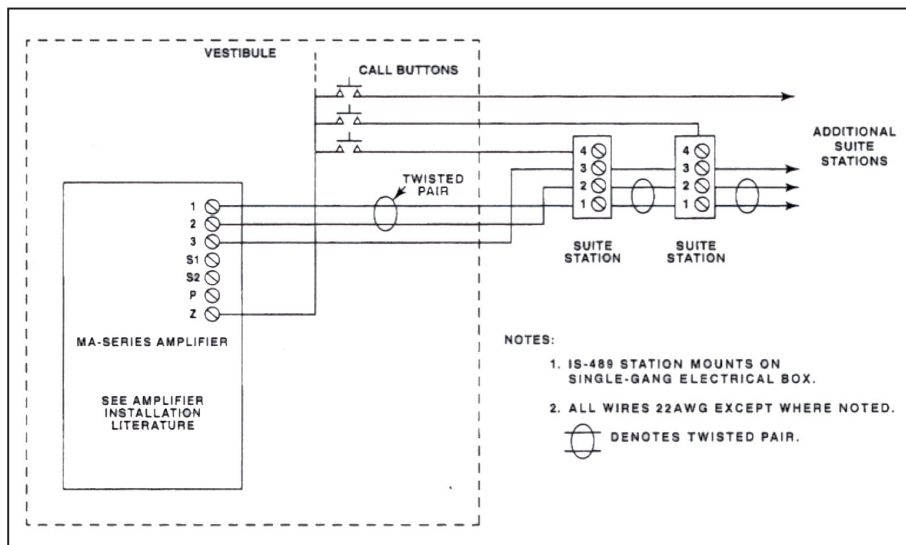 VESTIBULE
CALL BUTTONS
ADDITIONAL
SUITE
STATIONS
TWISTED
PAIR
4
3
2
1
4
3
2
1
SUITE
STATION
SUITE
STATION
1
2
3
S1
S2
P
Z
MA-SERIES AMPLIFIER
SEE AMPLIFIER
INSTALLATION
LITERATURE
NOTES:
1. IS-489 STATION MOUNTS ON
SINGLE-GANG ELECTRICAL BOX.
2. ALL WIRES 22AWG EXCEPT WHERE NOTED.
DENOTES TWISTED PAIR.